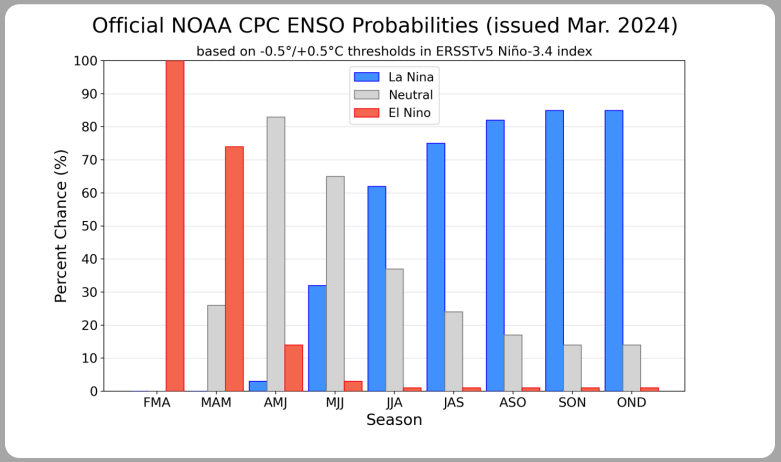 Official NOAA CPC ENSO Probabilities (issued Mar. 2024)
based on -0.5°/+0.5°C thresholds in ERSSTv5 Niño-3.4 index
La Nina
Neutral
El Nino
Percent Chance (%)
100
90
80
70
60
50
40
30
20
10
0
FMA MAM AMJ MJJ JJA JAS ASO SON OND
Season